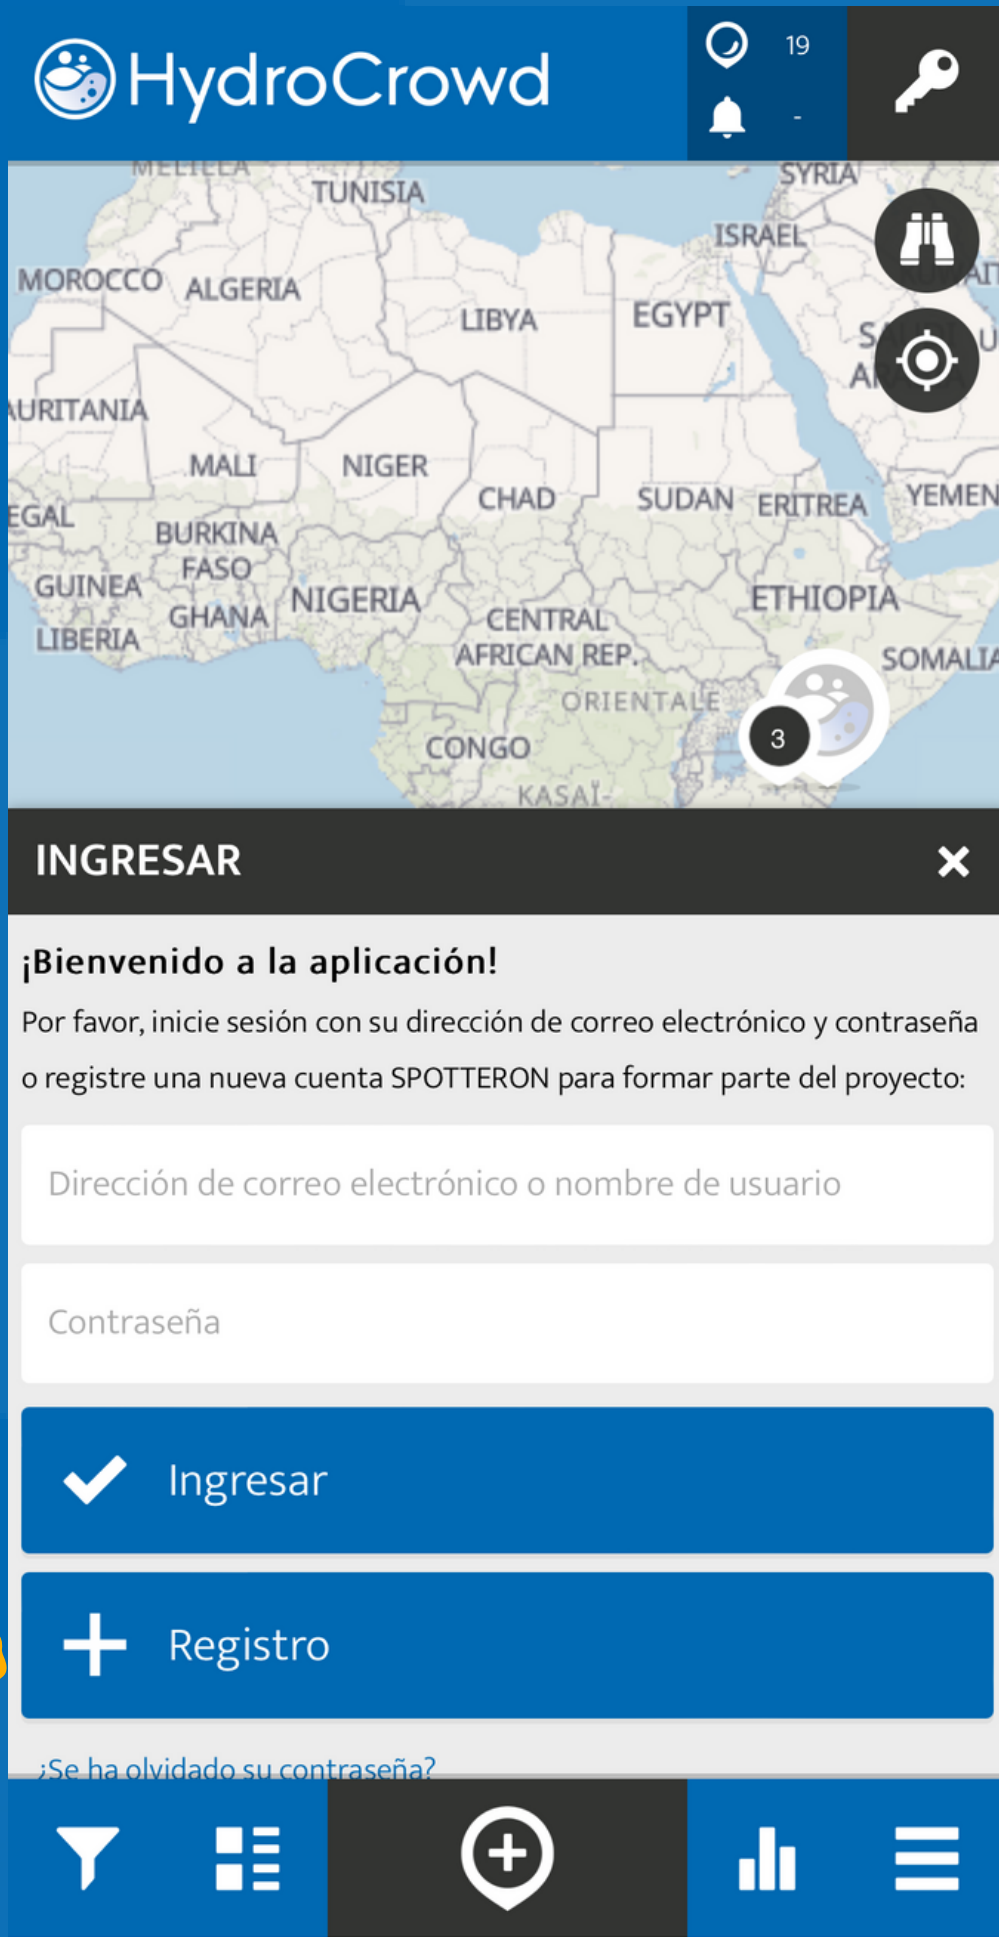 HydroCrowd
19
-
MELILLA
TUNISIA
SYRIA
ISRAEL
MOROCCO
ALGERIA
LIBYA
EGYPT
AURITANIA
MALI
NIGER
CHAD
SUDAN
ERITREA
YEMEN
EGAL
BURKINA
FASO
GUINEA
GHANA
NIGERIA
CENTRAL
AFRICAN REP.
ETHIOPIA
LIBERIA
SOMALIA
ORIENTALE
3
CONGO
KASAÏ-
INGRESAR
¡Bienvenido a la aplicación!
Por favor, inicie sesión con su dirección de correo electrónico y contraseña
o registre una nueva cuenta SPOTTERON para formar parte del proyecto:
Dirección de correo electrónico o nombre de usuario
Contraseña
Ingresar
Registro
¿Se ha olvidado su contraseña?